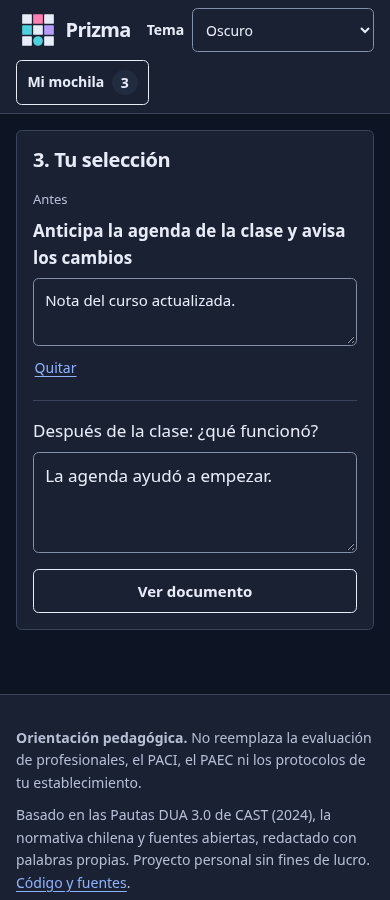 Prizma
Tema
Oscuro
Mi mochila 3
3. Tu selección
Antes
Anticipa la agenda de la clase y avisa
los cambios
Nota del curso actualizada.
Quitar
Después de la clase: ¿qué funcionó?
La agenda ayudó a empezar.
Ver documento
Orientación pedagógica. No reemplaza la evaluación
de profesionales, el PACI, el PAEC ni los protocolos de
tu establecimiento.
Basado en las Pautas DUA 3.0 de CAST (2024), la
normativa chilena y fuentes abiertas, redactado con
palabras propias. Proyecto personal sin fines de lucro.
Código y fuentes.